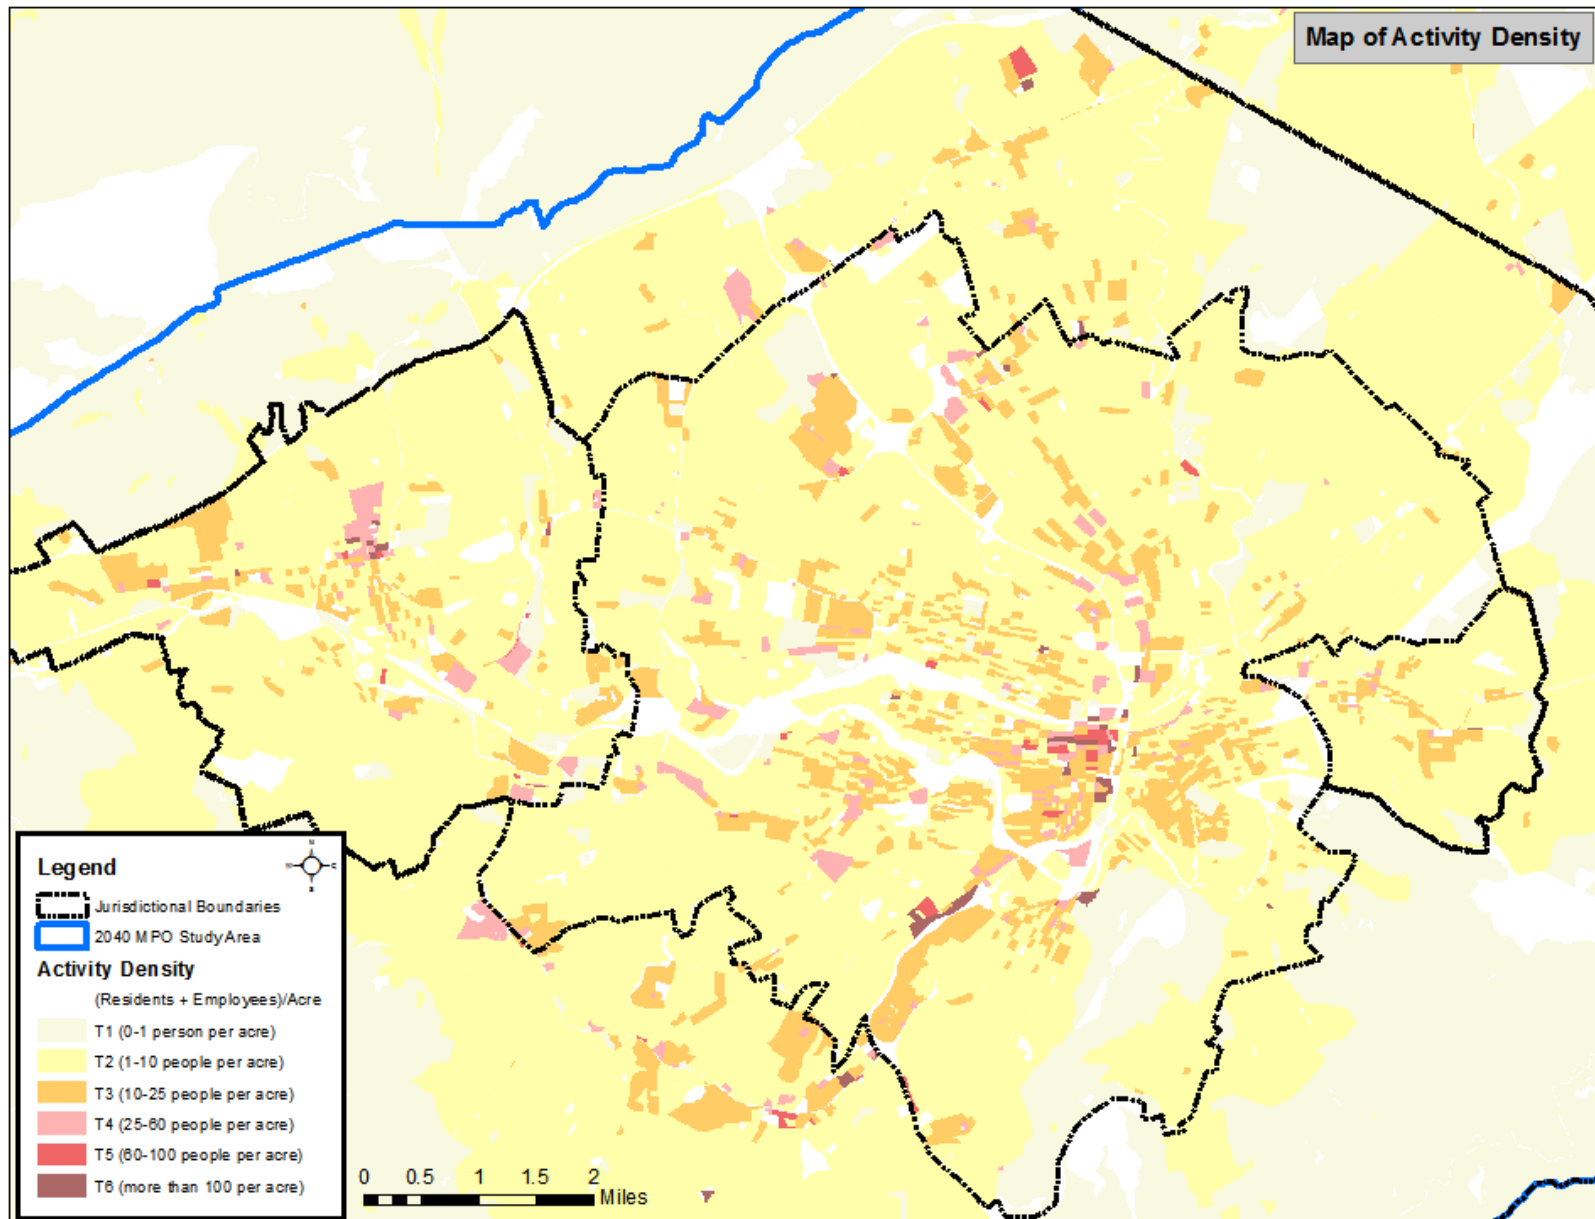 Map of Activity Density
Legend
N
Jurisdictional Boundaries
2040 MPO Study Area
Activity Density
(Residents + Employees)/Acre
T1 (0-1 person per acre)
T2 (1-10 people per acre)
T3 (10-25 people per acre)
T4 (25-60 people per acre)
T5 (60-100 people per acre)
T6 (more than 100 per acre)
0 0.5 1 1.5 2
Miles